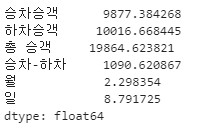 승차승객 9877.384268
하차승객 10016.668445
총 승객 19864.623821
승차-하차 1090.620867
월 2.298354
일 8.791725
dtype: float64